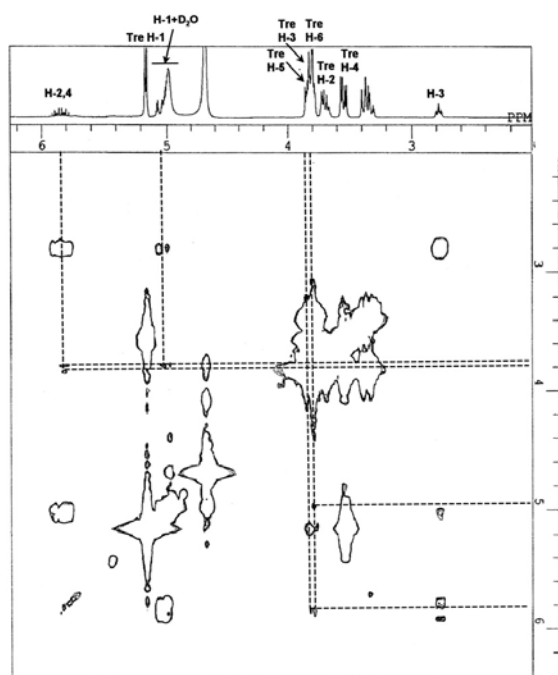 H-1+D₂O
Tre H-1
Tre
H-3
Tre
H-6
Tre
H-5
Tre
H-2
Tre
H-4
H-2,4
H-3
PPM
6 5 4 3
3
4
5
6